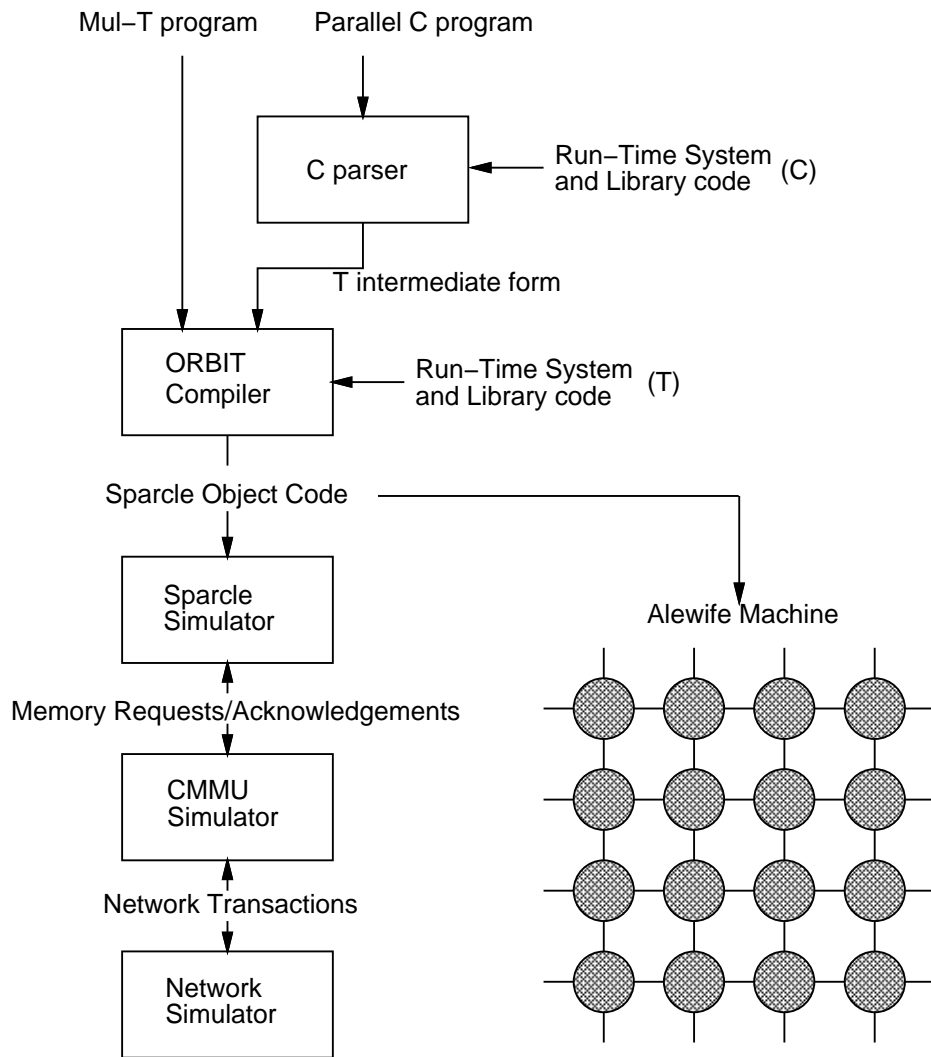 Mul−T program
Parallel C program
C parser
Run−Time System
and Library code (C)
T intermediate form
ORBIT
Compiler
Run−Time System
and Library code (T)
Sparcle Object Code
Sparcle
Simulator
Alewife Machine
Memory Requests/Acknowledgements
CMMU
Simulator
Network Transactions
Network
Simulator